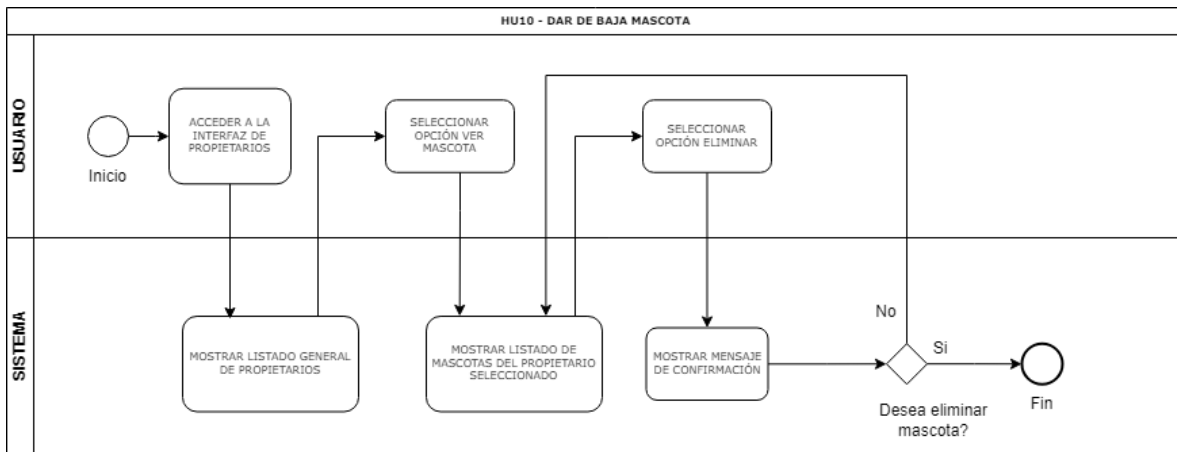 HU10 - DAR DE BAJA MASCOTA
USUARIO
Inicio
ACCEDER A LA
INTERFAZ DE
PROPIETARIOS
SELECCIONAR
OPCIÓN VER
MASCOTA
SELECCIONAR
OPCIÓN ELIMINAR
SISTEMA
MOSTRAR LISTADO GENERAL
DE PROPIETARIOS
MOSTRAR LISTADO DE
MASCOTAS DEL PROPIETARIO
SELECCIONADO
MOSTRAR MENSAJE
DE CONFIRMACIÓN
No
Si
Desea eliminar
mascota?
Fin